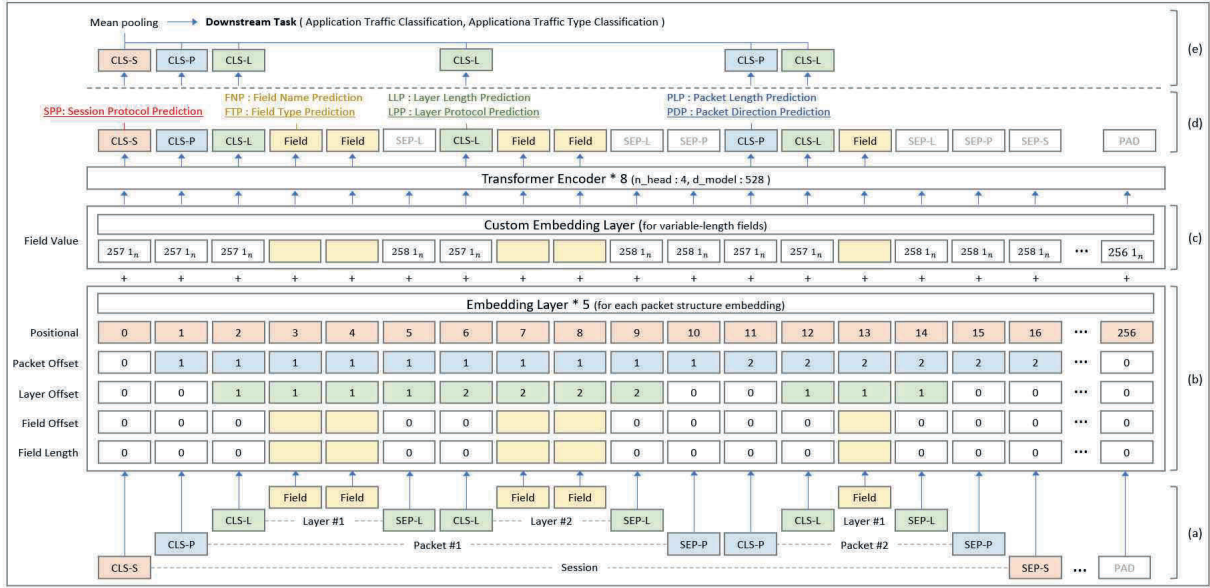 Mean pooling Downstream Task ( Application Traffic Classification, Applicationa Traffic Type Classification )
CLS-S CLS-P CLS-L CLS-L CLS-P CLS-L (e)
FNP : Field Name Prediction LLP : Layer Length Prediction PLP : Packet Length Prediction
SPP: Session Protocol Prediction FTP : Field Type Prediction LPP : Layer Protocol Prediction PDP : Packet Direction Prediction
(d)
CLS-S CLS-P CLS-L Field Field SEP-L CLS-L Field Field SEP-L SEP-P CLS-P CLS-L Field SEP-L SEP-P SEP-S PAD
Transformer Encoder * 8 (n_head : 4, d_model : 528 )
Custom Embedding Layer (for variable-length fields)
Field Value 257 1n 257 1n 257 1n 258 1n 257 1n 258 1n 258 1n 257 1n 257 1n 258 1n 258 1n 258 1n ... 256 1n (c)
+ + + + + + + + + + + + + + + + + +
Embedding Layer * 5 (for each packet structure embedding)
Positional 0 1 2 3 4 5 6 7 8 9 10 11 12 13 14 15 16 ... 256
Packet Offset 0 1 1 1 1 1 1 1 1 1 1 2 2 2 2 2 2 ... 0
(b)
Layer Offset 0 0 1 1 1 1 2 2 2 2 0 0 1 1 1 0 0 ... 0
Field Offset 0 0 0 0 0 0 0 0 0 0 0 0 ... 0
Field Length 0 0 0 0 0 0 0 0 0 0 0 0 ... 0
Field Field Field Field Field
CLS-L Layer #1 SEP-L CLS-L Layer #2 SEP-L CLS-L Layer #1 SEP-L
(a)
CLS-P Packet #1 SEP-P CLS-P Packet #2 SEP-P
CLS-S Session SEP-S ... PAD